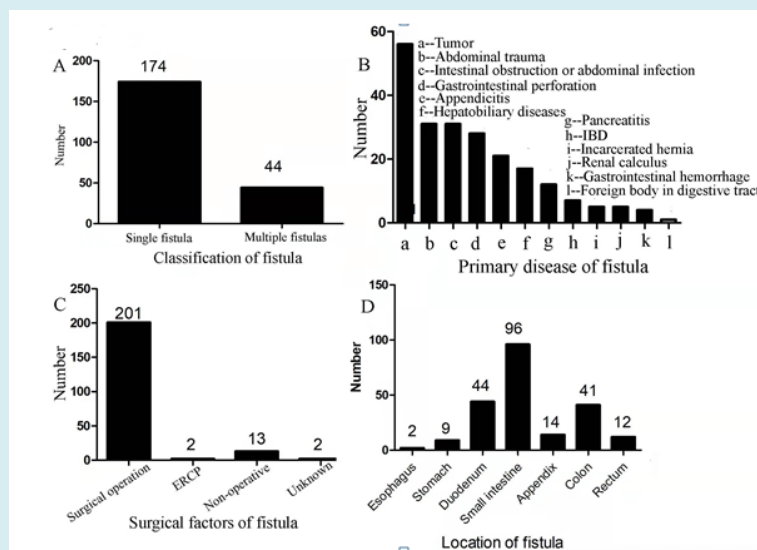 A
174
44
200
150
100
50
0
Number
Single fistula
Multiple fistulas
Classification of fistula
B
60
40
20
0
Number
a--Tumor
b--Abdominal trauma
c--Intestinal obstruction or abdominal infection
d--Gastrointestinal perforation
e--Appendicitis
f--Hepatobiliary diseases
g--Pancreatitis
h--IBD
i--Incarcerated hernia
j--Renal calculus
k--Gastrointestinal hemorrhage
l--Foreign body in digestive tract
a b c d e f g h i j k l
Primary disease of fistula
C
250
200
150
100
50
0
Number
201
2
13
2
Surgical operation
ERCP
Non-operative
Unknown
Surgical factors of fistula
D
150
100
50
0
Number
2
9
44
96
14
41
12
Esophagus
Stomach
Duodenum
Small intestine
Appendix
Colon
Rectum
Location of fistula